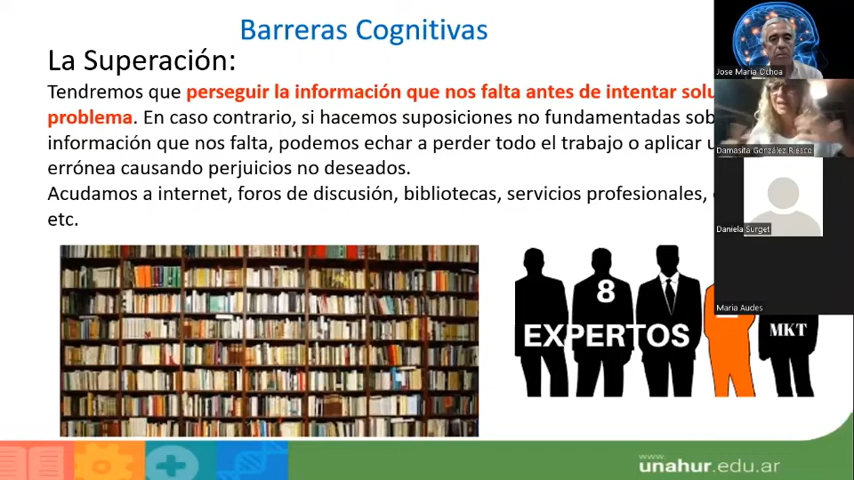 Barreras Cognitivas
La Superación:
Tendremos que perseguir la información que nos falta antes de intentar solu
problema. En caso contrario, si hacemos suposiciones no fundamentadas sob
información que nos falta, podemos echar a perder todo el trabajo o aplicar u
errónea causando perjuicios no deseados.
Acudamos a internet, foros de discusión, bibliotecas, servicios profesionales,
etc.
8
EXPERTOS
MKT
Jose Maria Ochoa
Damasita González Riesco
Daniela Surget
Maria Audes
www.
unahur.edu.ar